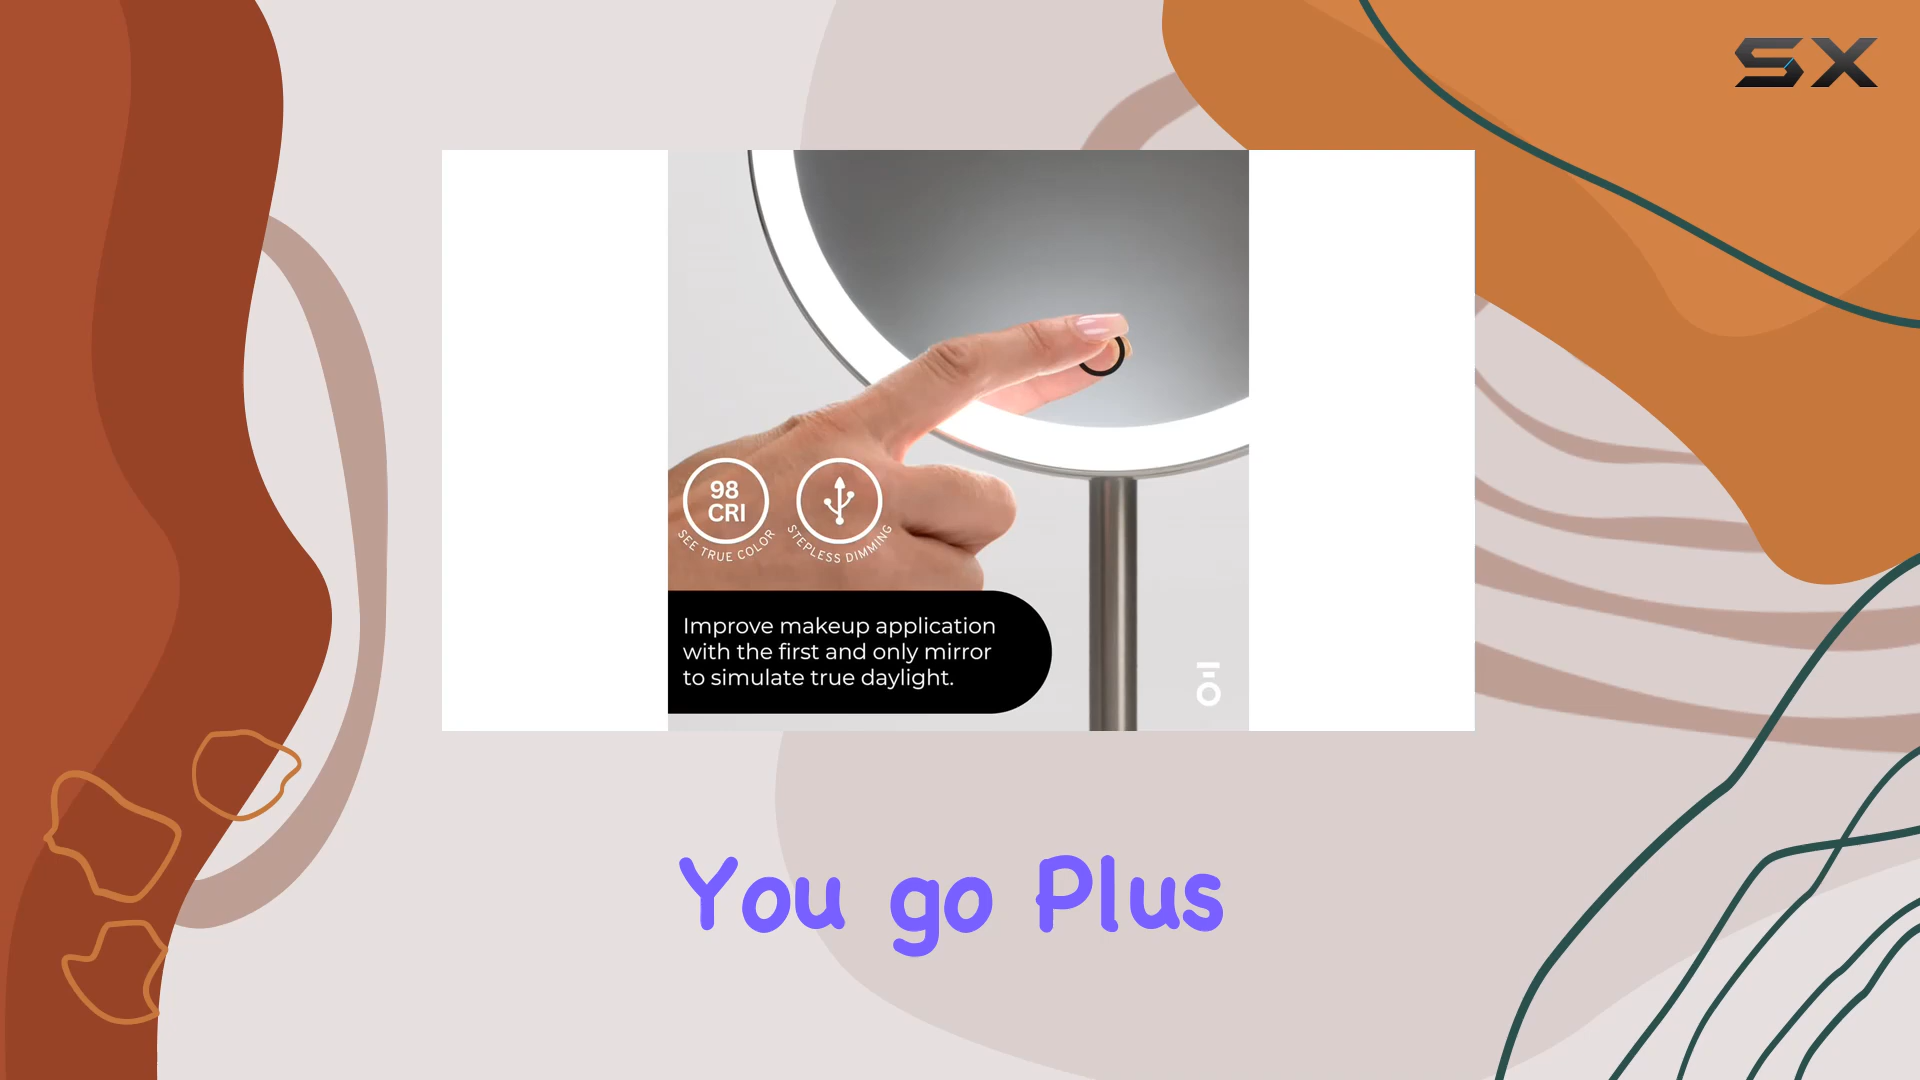 SX
98
CRI
SEE TRUE COLOR
STEPLESS DIMMING
Improve makeup application
with the first and only mirror
to simulate true daylight.
You go Plus